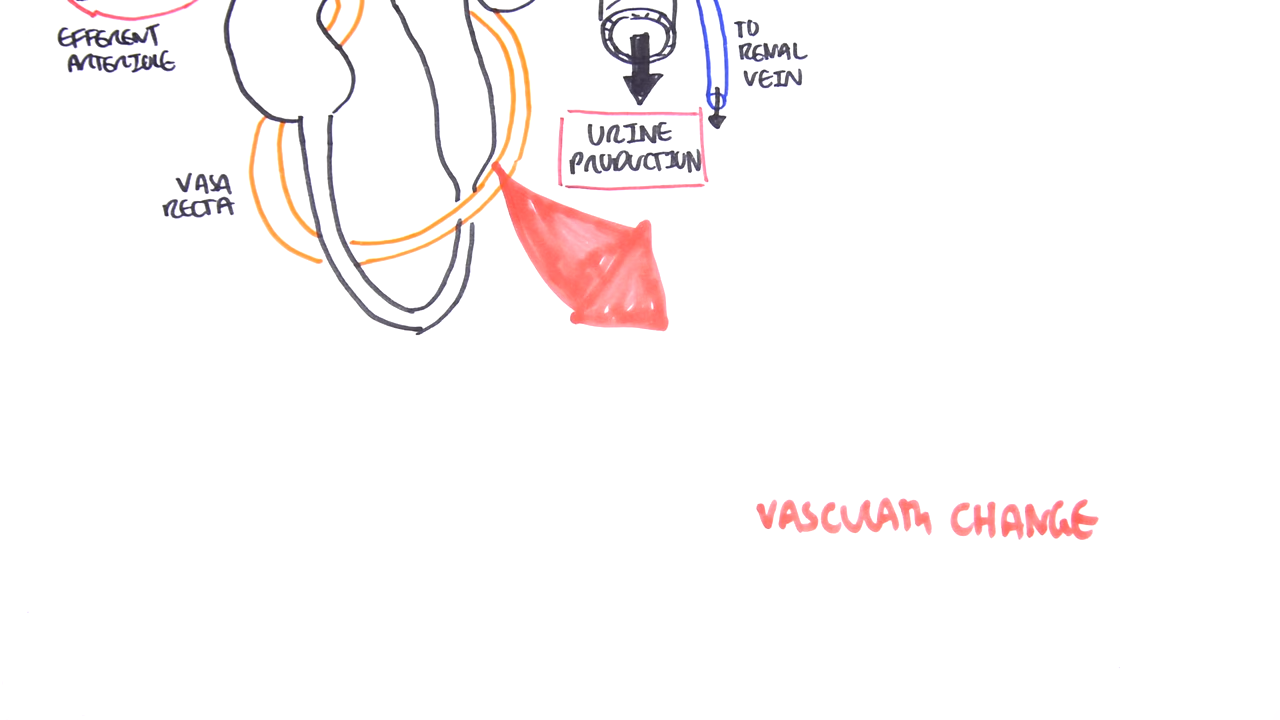 EFFERENT
ARTERIOLE
TO
RENAL
VEIN
URINE
PRODUCTION
VASA
RECTA
VASCULAR CHANGE